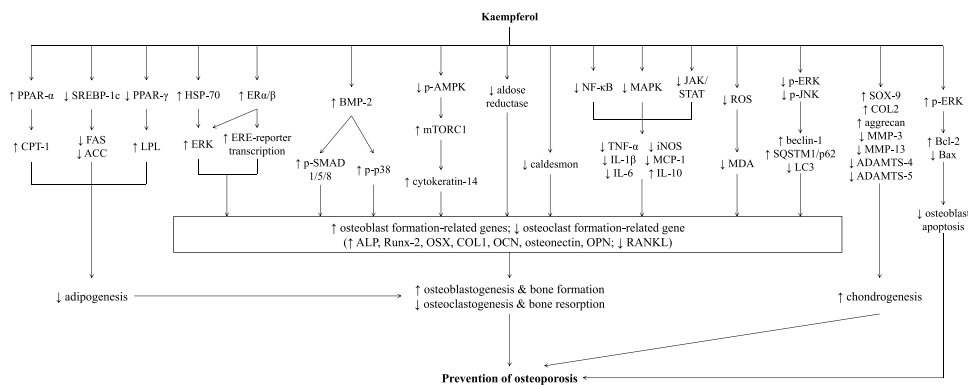 Kaempferol
↑ PPAR-α
↓ SREBP-1c
↓ PPAR-γ
↑ HSP-70
↑ ERα/β
↑ BMP-2
↓ p-AMPK
↓ aldose
reductase
↓ NF-κB
↓ MAPK
↓ JAK/
STAT
↓ ROS
↓ p-ERK
↓ p-JNK
↑ SOX-9
↑ COL2
↑ aggrecan
↓ MMP-3
↓ MMP-13
↓ ADAMTS-4
↓ ADAMTS-5
↑ p-ERK
↑ CPT-1
↓ FAS
↓ ACC
↑ LPL
↑ ERK
↑ ERE-reporter
transcription
↑ p-SMAD
1/5/8
↑ p-p38
↑ mTORC1
↑ cytokeratin-14
↓ caldesmon
↓ TNF-α
↓ IL-1β
↓ IL-6
↓ iNOS
↓ MCP-1
↑ IL-10
↓ MDA
↑ beclin-1
↑ SQSTM1/p62
↓ LC3
↑ Bcl-2
↓ Bax
↓ osteoblast
apoptosis
↑ osteoblast formation-related genes; ↓ osteoclast formation-related gene
(↑ ALP, Runx-2, OSX, COL1, OCN, osteonectin, OPN; ↓ RANKL)
↓ adipogenesis
↑ osteoblastogenesis & bone formation
↓ osteoclastogenesis & bone resorption
↑ chondrogenesis
Prevention of osteoporosis